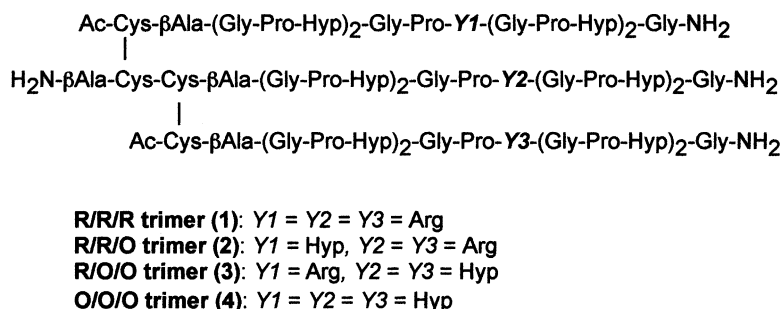 Ac-Cys-βAla-(Gly-Pro-Hyp)2-Gly-Pro-Y1-(Gly-Pro-Hyp)2-Gly-NH2
H2N-βAla-Cys-Cys-βAla-(Gly-Pro-Hyp)2-Gly-Pro-Y2-(Gly-Pro-Hyp)2-Gly-NH2
Ac-Cys-βAla-(Gly-Pro-Hyp)2-Gly-Pro-Y3-(Gly-Pro-Hyp)2-Gly-NH2
R/R/R trimer (1): Y1 = Y2 = Y3 = Arg
R/R/O trimer (2): Y1 = Hyp, Y2 = Y3 = Arg
R/O/O trimer (3): Y1 = Arg, Y2 = Y3 = Hyp
O/O/O trimer (4): Y1 = Y2 = Y3 = Hyp